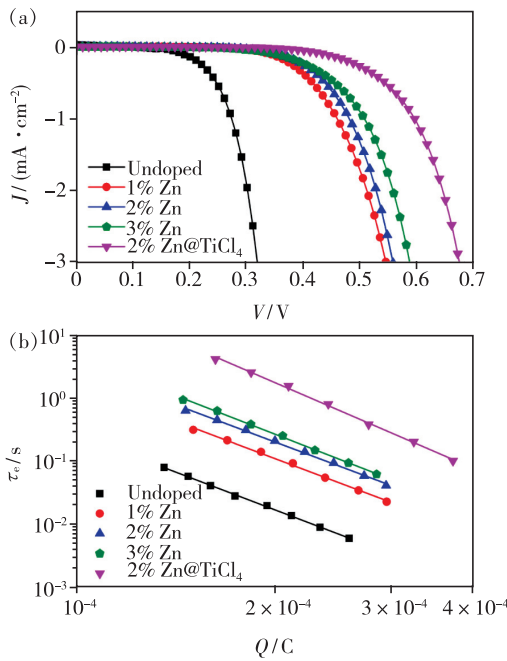 (a)
0
-1
-2
-3
J/(mA·cm⁻²)
Undoped
1% Zn
2% Zn
3% Zn
2% Zn@TiCl₄
0 0.1 0.2 0.3 0.4 0.5 0.6 0.7
V/V
(b)
10¹
10⁰
10⁻¹
10⁻²
10⁻³
τₑ/s
Undoped
1% Zn
2% Zn
3% Zn
2% Zn@TiCl₄
10⁻⁴ 2×10⁻⁴ 3×10⁻⁴ 4×10⁻⁴
Q/C